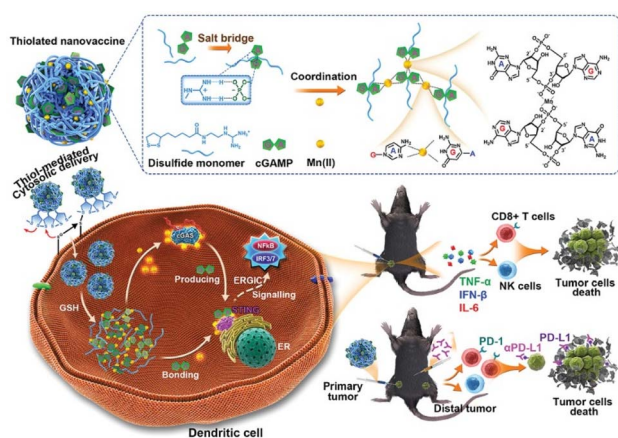 Thiolated nanovaccine
Salt bridge
Coordination
Disulfide monomer
cGAMP
Mn(II)
G
A
G
A
A
G
Mn
G
A
Thiol-mediated
Cytosolic delivery
GSH
cGAS
NFkB
IRF3/7
Producing
ERGIC
Signalling
STING
ER
Bonding
Dendritic cell
TNF-α
IFN-β
IL-6
CD8+ T cells
NK cells
Tumor cells
death
Primary
tumor
Distal tumor
PD-1
αPD-L1
PD-L1
Tumor cells
death